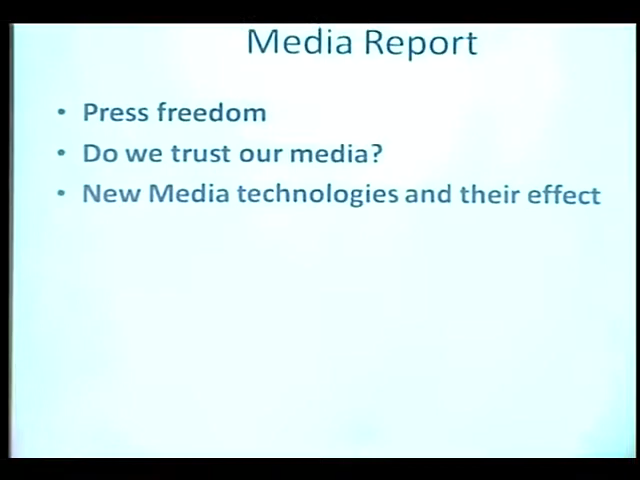 Media Report
• Press freedom
• Do we trust our media?
• New Media technologies and their effect